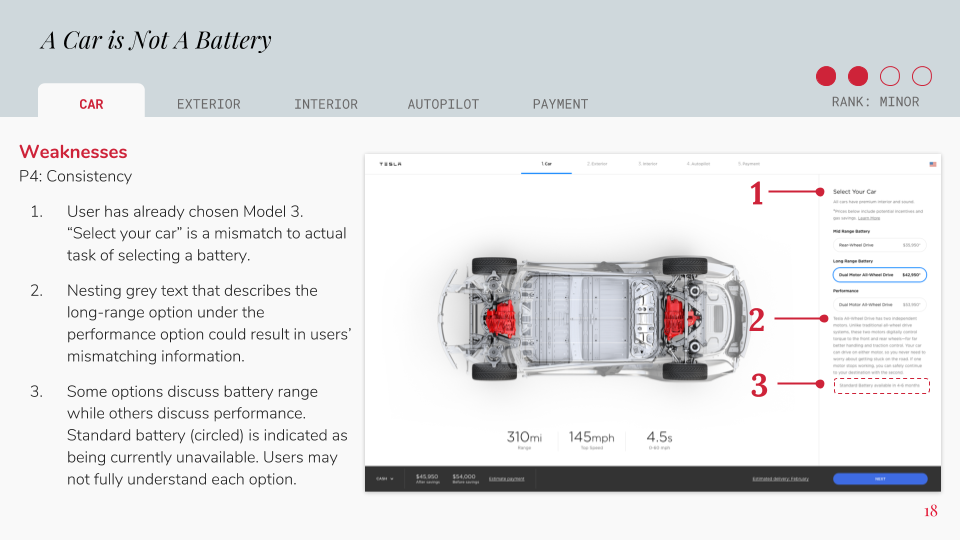 A Car is Not A Battery
CAR
EXTERIOR
INTERIOR
AUTOPILOT
PAYMENT
RANK: MINOR
Weaknesses
P4: Consistency
1. User has already chosen Model 3.
“Select your car” is a mismatch to actual
task of selecting a battery.
2. Nesting grey text that describes the
long-range option under the
performance option could result in users’
mismatching information.
3. Some options discuss battery range
while others discuss performance.
Standard battery (circled) is indicated as
being currently unavailable. Users may
not fully understand each option.
TESLA
1. Car
2. Exterior
3. Interior
4. Autopilot
5. Payment
1
Select Your Car
All cars have premium interior and sound.
Prices below include potential incentives and
gas savings. Learn More
Mid Range Battery
Rear-Wheel Drive
Long Range Battery
Dual Motor All-Wheel Drive $42,950
Performance
Dual Motor All-Wheel Drive
2
Tesla All-Wheel Drive has two independent
motors. Unlike traditional all-wheel drive
systems, these two motors digitally control
torque to the front and rear wheels—for far
better handling and traction control. Your car
can drive on either motor, so you never need to
worry about getting stuck on the road. If one
motor stops working, you can safely continue
to your destination with the second.
3
Standard Battery available in 4-6 months
310mi
Range
145mph
Top Speed
4.5s
0-60 mph
CASH
$45,950
After savings
$54,000
Before savings
Estimate payment
Estimated delivery: February
NEXT
18